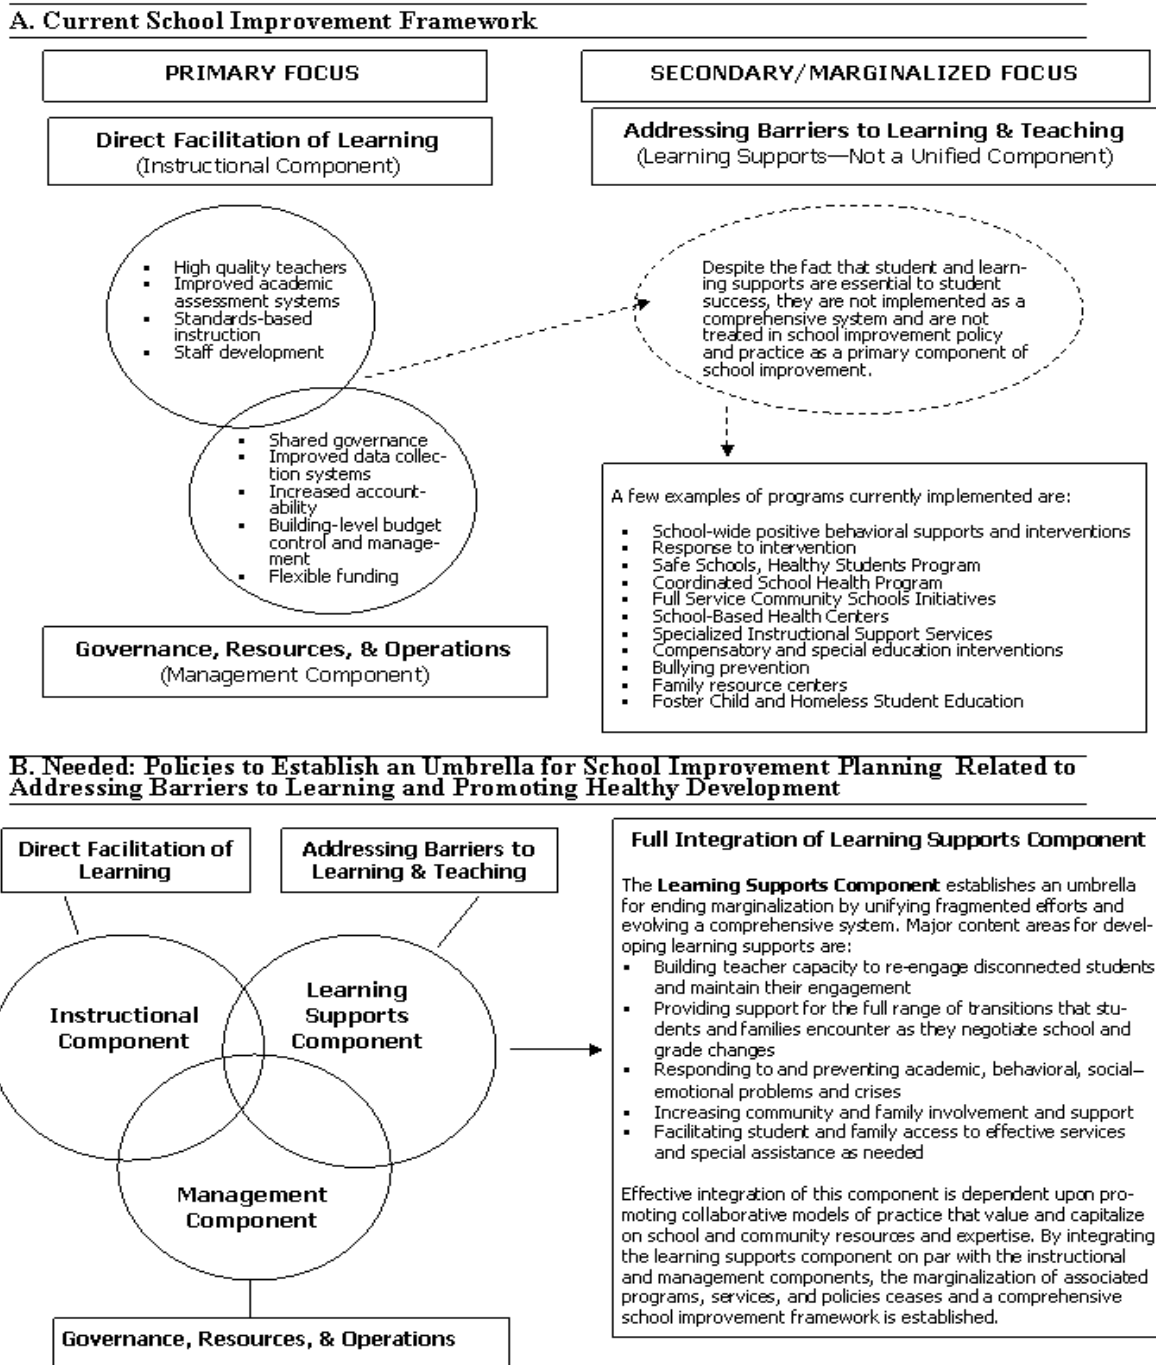 A. Current School Improvement Framework
PRIMARY FOCUS
SECONDARY/MARGINALIZED FOCUS
Direct Facilitation of Learning
(Instructional Component)
Addressing Barriers to Learning & Teaching
(Learning Supports—Not a Unified Component)
▪ High quality teachers
▪ Improved academic
assessment systems
▪ Standards-based
instruction
▪ Staff development
Despite the fact that student and learn-
ing supports are essential to student
success, they are not implemented as a
comprehensive system and are not
treated in school improvement policy
and practice as a primary component of
school improvement.
▪ Shared governance
▪ Improved data collec-
tion systems
▪ Increased account-
ability
▪ Building-level budget
control and manage-
ment
▪ Flexible funding
Governance, Resources, & Operations
(Management Component)
A few examples of programs currently implemented are:
▪ School-wide positive behavioral supports and interventions
▪ Response to intervention
▪ Safe Schools, Healthy Students Program
▪ Coordinated School Health Program
▪ Full Service Community Schools Initiatives
▪ School-Based Health Centers
▪ Specialized Instructional Support Services
▪ Compensatory and special education interventions
▪ Bullying prevention
▪ Family resource centers
▪ Foster Child and Homeless Student Education
B. Needed: Policies to Establish an Umbrella for School Improvement Planning Related to
Addressing Barriers to Learning and Promoting Healthy Development
Direct Facilitation of
Learning
Addressing Barriers to
Learning & Teaching
Instructional
Component
Learning
Supports
Component
Management
Component
Governance, Resources, & Operations
Full Integration of Learning Supports Component
The Learning Supports Component establishes an umbrella
for ending marginalization by unifying fragmented efforts and
evolving a comprehensive system. Major content areas for devel-
oping learning supports are:
▪ Building teacher capacity to re-engage disconnected students
and maintain their engagement
▪ Providing support for the full range of transitions that stu-
dents and families encounter as they negotiate school and
grade changes
▪ Responding to and preventing academic, behavioral, social–
emotional problems and crises
▪ Increasing community and family involvement and support
▪ Facilitating student and family access to effective services
and special assistance as needed
Effective integration of this component is dependent upon pro-
moting collaborative models of practice that value and capitalize
on school and community resources and expertise. By integrating
the learning supports component on par with the instructional
and management components, the marginalization of associated
programs, services, and policies ceases and a comprehensive
school improvement framework is established.